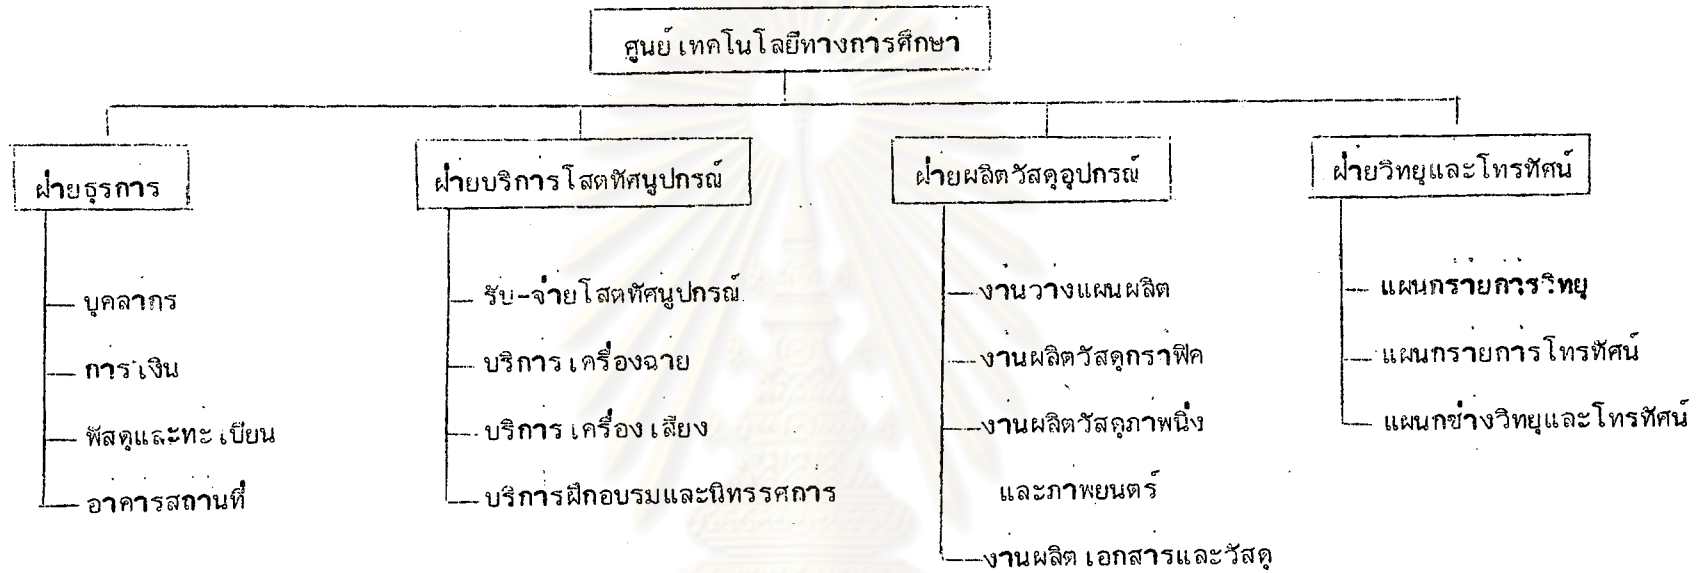 ศูนย์เทคโนโลยีทางการศึกษา
ฝ่ายธุรการ
บุคลากร
การเงิน
พัสดุและทะเบียน
อาคารสถานที่
ฝ่ายบริการโสตทัศนูปกรณ์
รับ-จ่ายโสตทัศนูปกรณ์
บริการเครื่องฉาย
บริการเครื่องเสียง
บริการฝึกอบรมและนิทรรศการ
ฝ่ายผลิตวัสดุอุปกรณ์
งานวางแผนผลิต
งานผลิตวัสดุกราฟิค
งานผลิตวัสดุภาพนิ่ง
และภาพยนตร์
งานผลิตเอกสารและวัสดุ
ฝ่ายวิทยุและโทรทัศน์
แผนกรายการวิทยุ
แผนกรายการโทรทัศน์
แผนกช่างวิทยุและโทรทัศน์